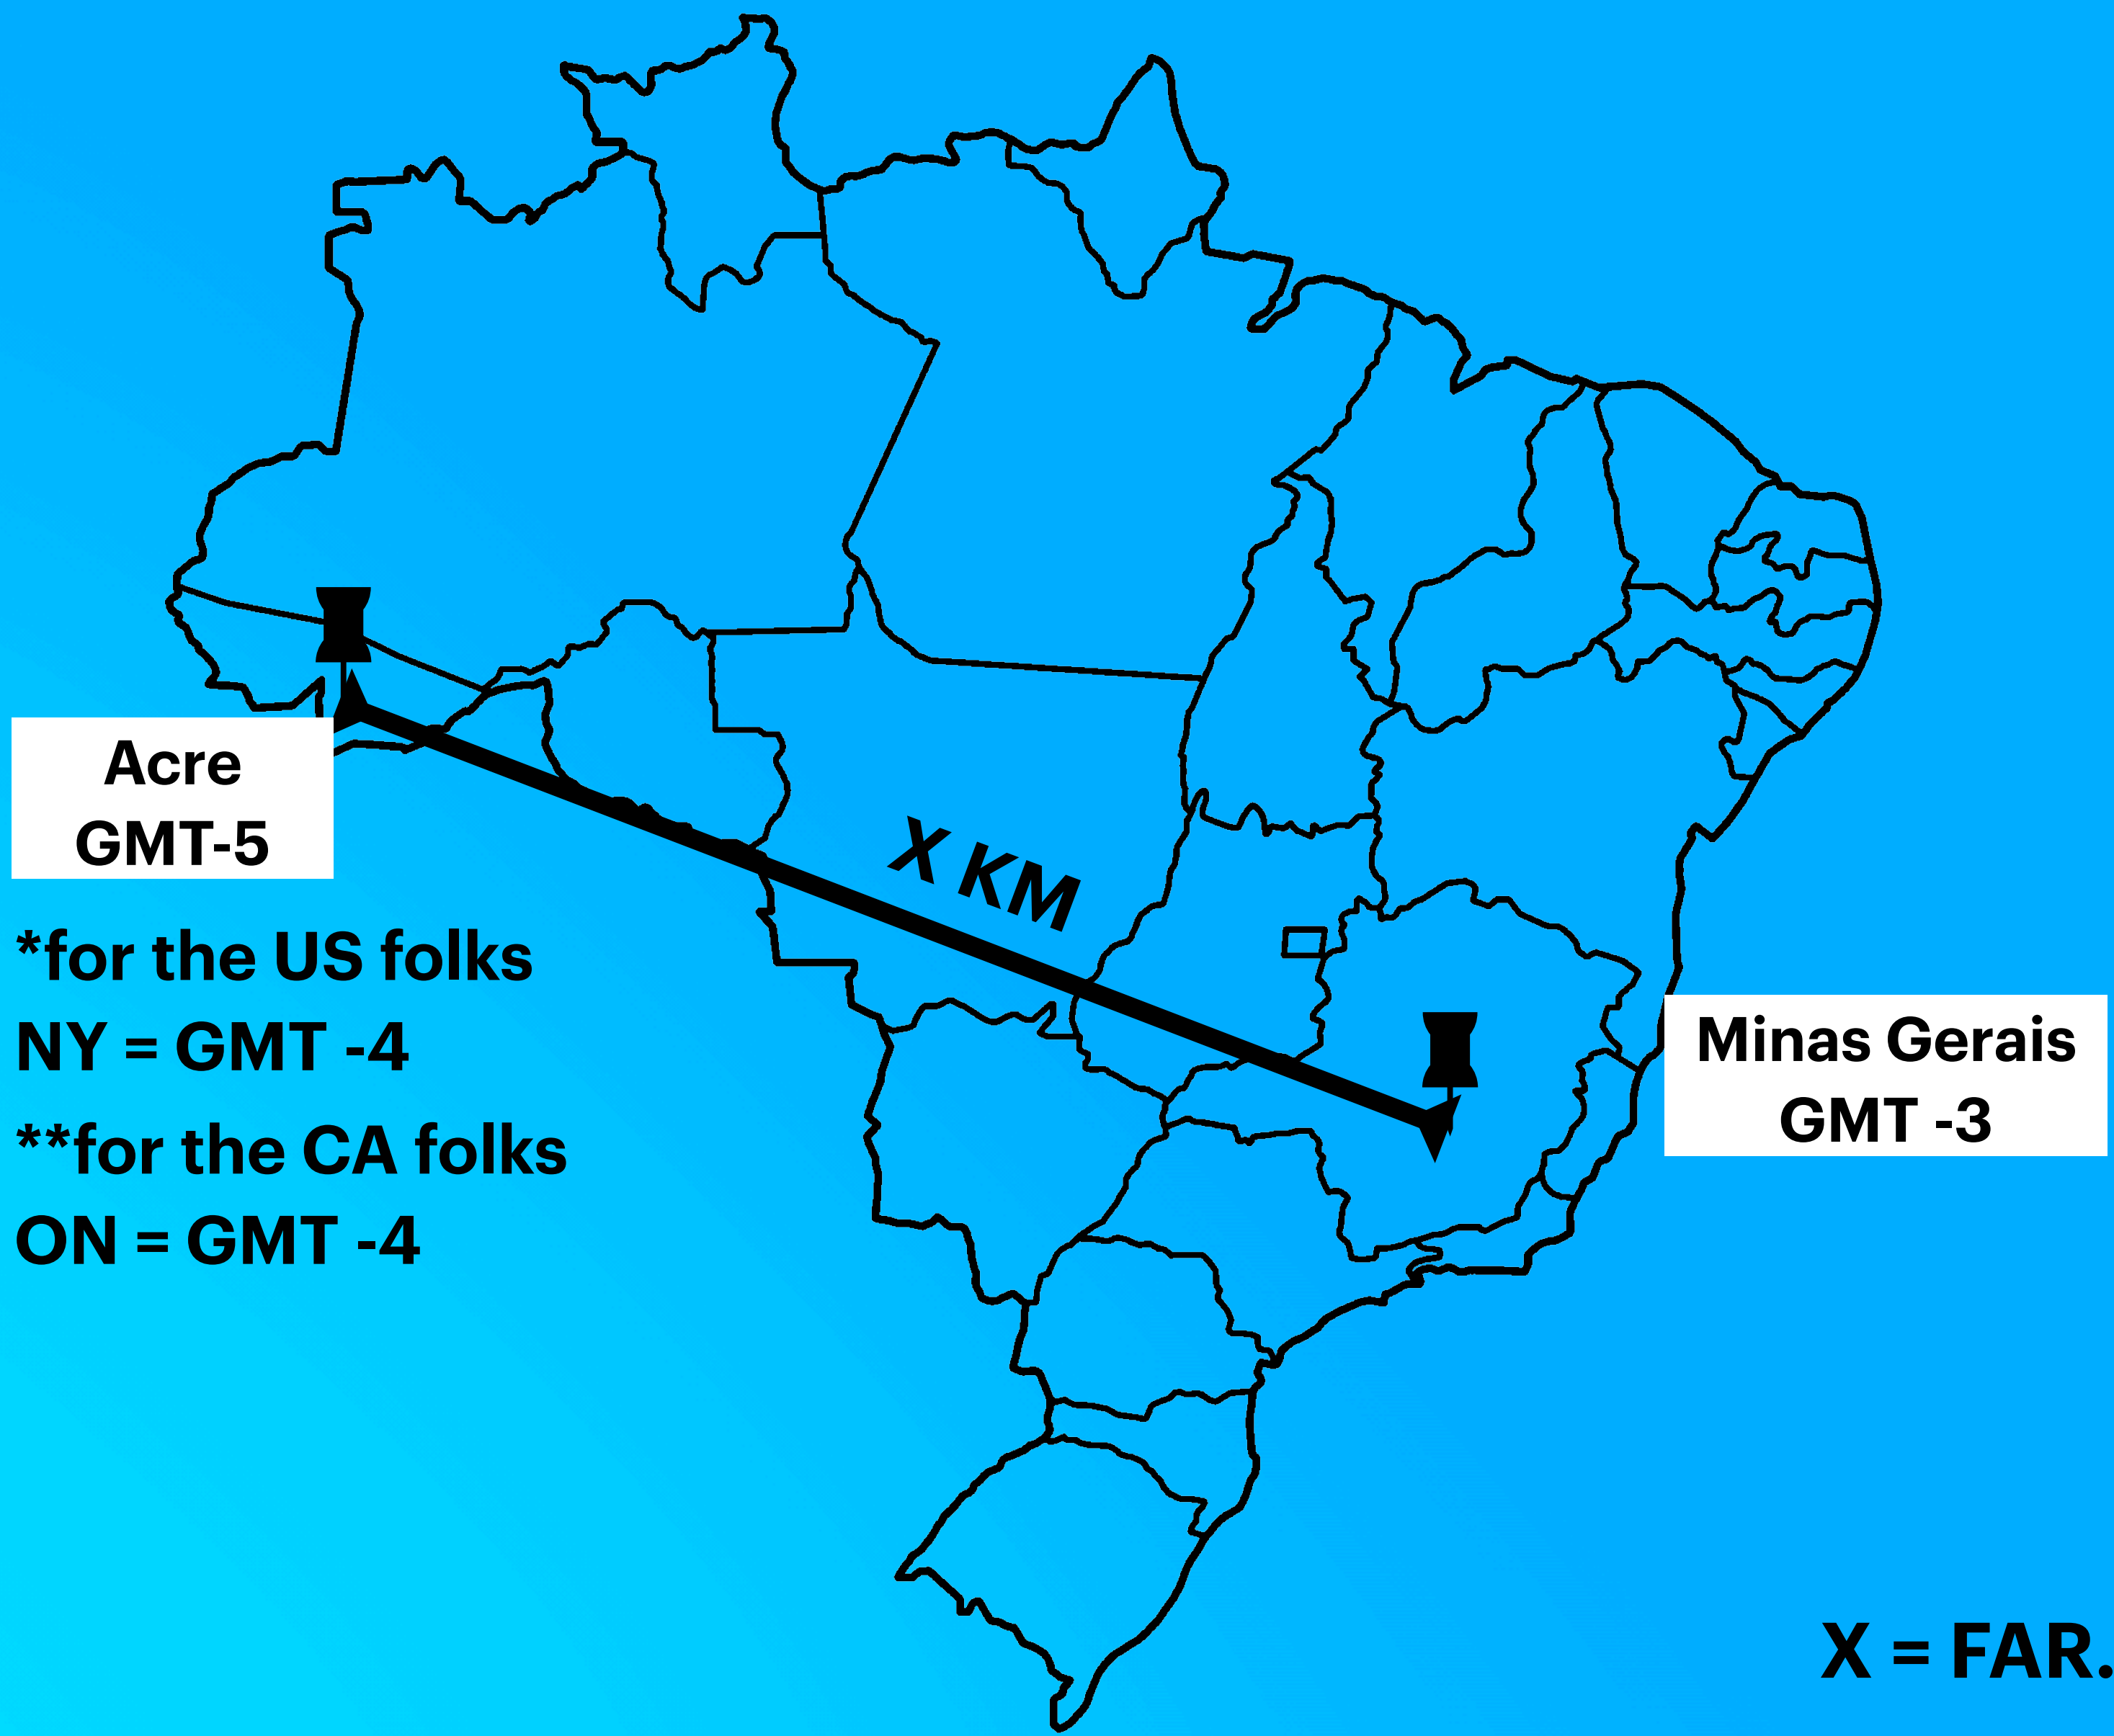 Acre
GMT-5
*for the US folks
NY = GMT -4
**for the CA folks
ON = GMT -4
X KM
Minas Gerais
GMT -3
X = FAR.